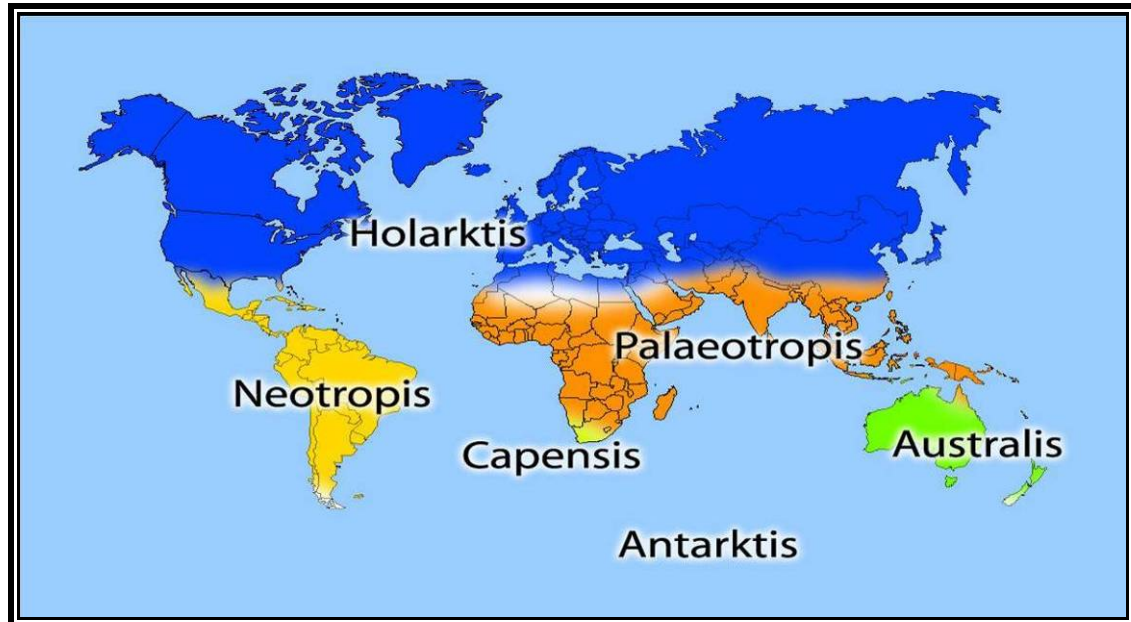 Holarktis
Palaeotropis
Neotropis
Capensis
Australis
Antarktis